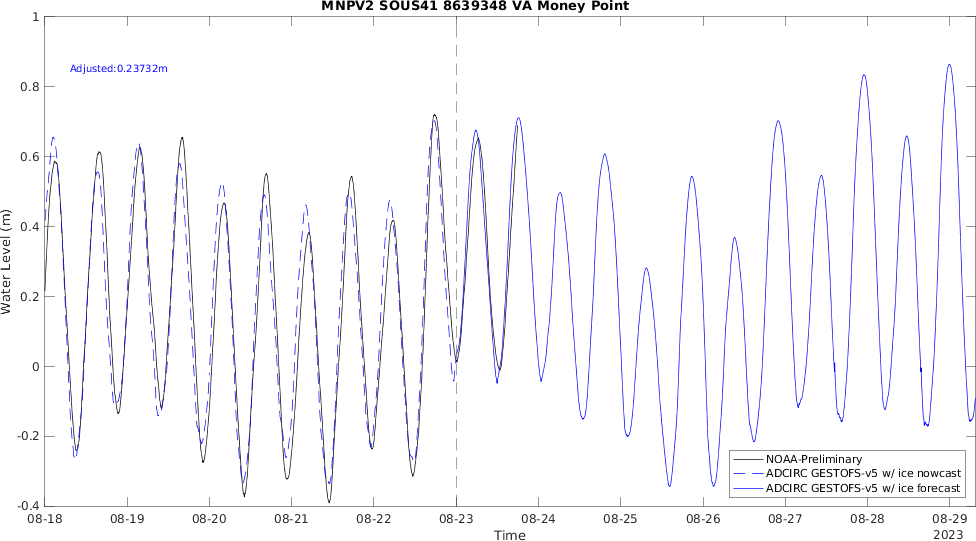 MNPV2 SOUS41 8639348 VA Money Point
Adjusted:0.23732m
Water Level (m)
1
0.8
0.6
0.4
0.2
0
-0.2
-0.4
NOAA-Preliminary
ADCIRC GESTOFS-v5 w/ ice nowcast
ADCIRC GESTOFS-v5 w/ ice forecast
08-18 08-19 08-20 08-21 08-22 08-23 08-24 08-25 08-26 08-27 08-28 08-29
Time
2023